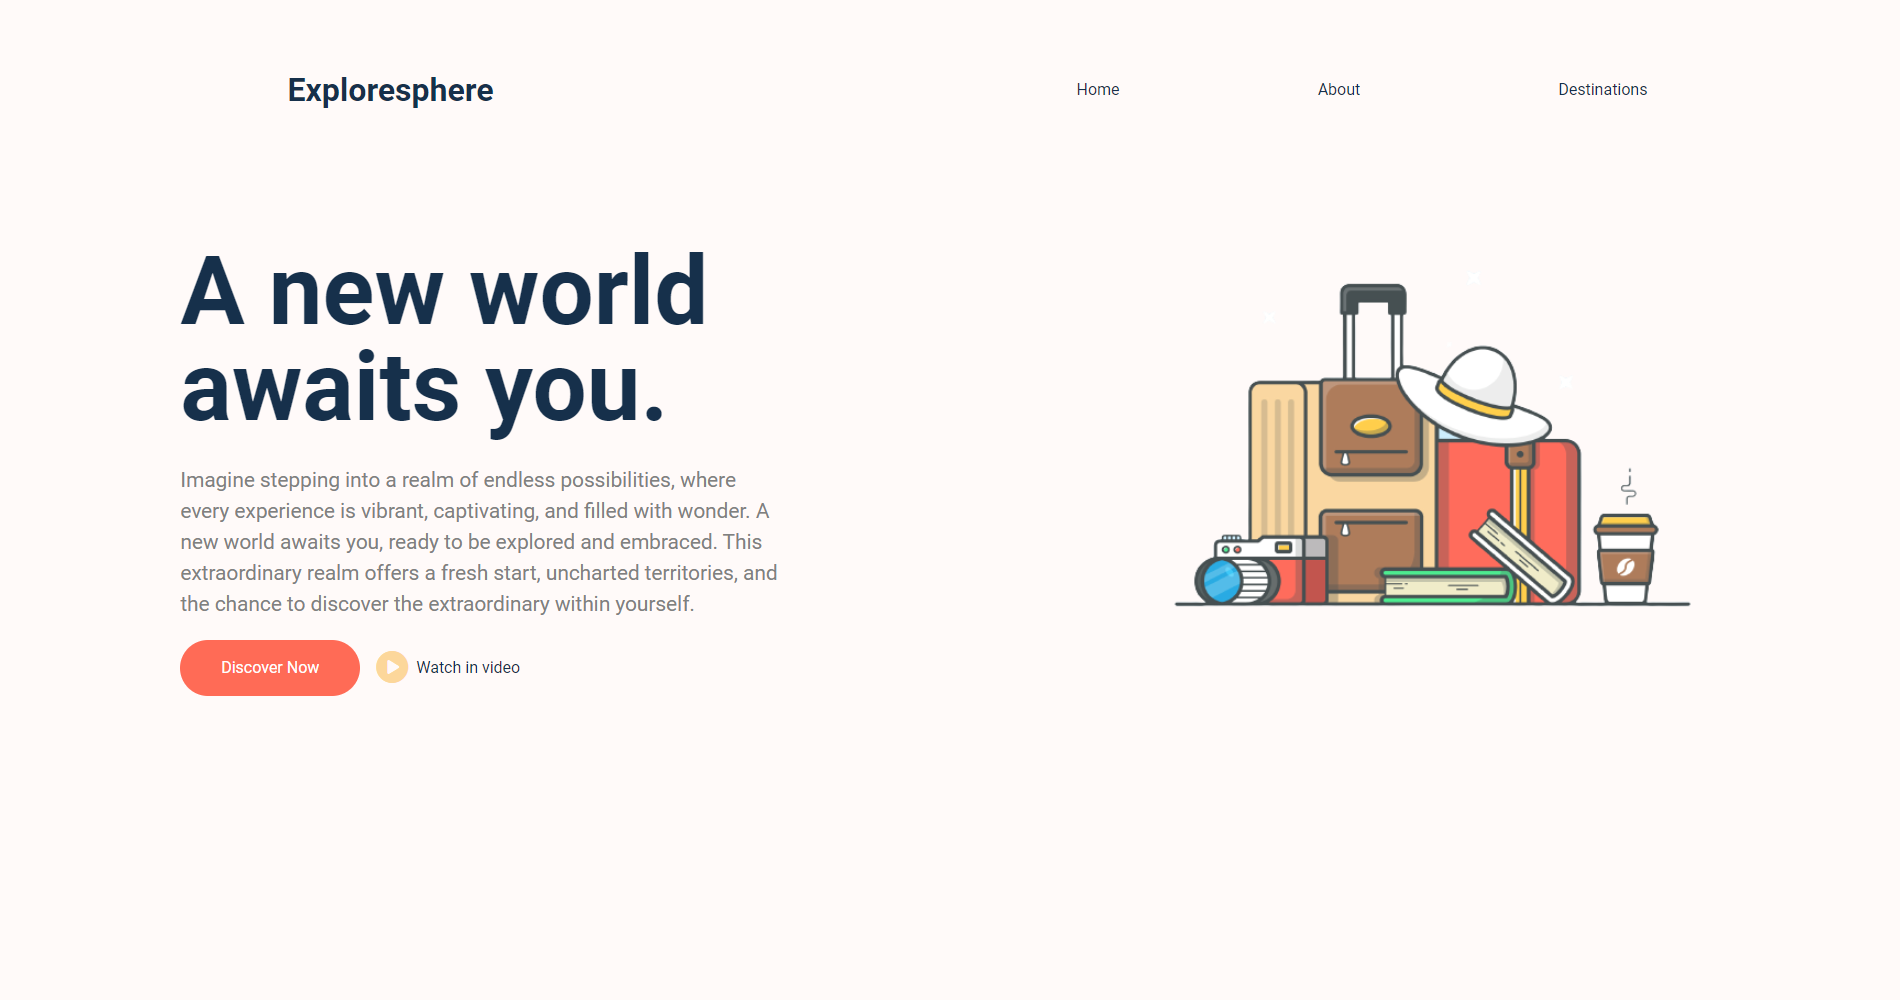 Exploresphere
Home
About
Destinations
A new world
awaits you.
Imagine stepping into a realm of endless possibilities, where
every experience is vibrant, captivating, and filled with wonder. A
new world awaits you, ready to be explored and embraced. This
extraordinary realm offers a fresh start, uncharted territories, and
the chance to discover the extraordinary within yourself.
Discover Now
Watch in video